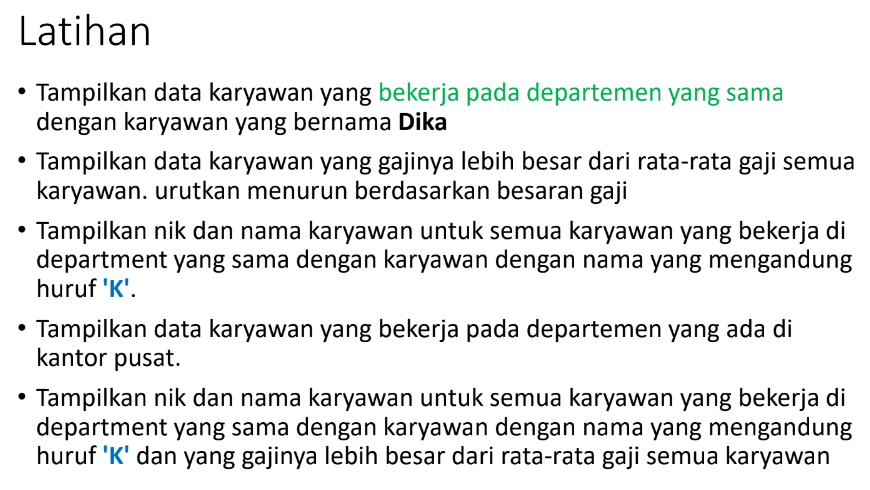 Latihan
• Tampilkan data karyawan yang bekerja pada departemen yang sama
dengan karyawan yang bernama Dika
• Tampilkan data karyawan yang gajinya lebih besar dari rata-rata gaji semua
karyawan. urutkan menurun berdasarkan besaran gaji
• Tampilkan nik dan nama karyawan untuk semua karyawan yang bekerja di
department yang sama dengan karyawan dengan nama yang mengandung
huruf 'K'.
• Tampilkan data karyawan yang bekerja pada departemen yang ada di
kantor pusat.
• Tampilkan nik dan nama karyawan untuk semua karyawan yang bekerja di
department yang sama dengan karyawan dengan nama yang mengandung
huruf 'K' dan yang gajinya lebih besar dari rata-rata gaji semua karyawan